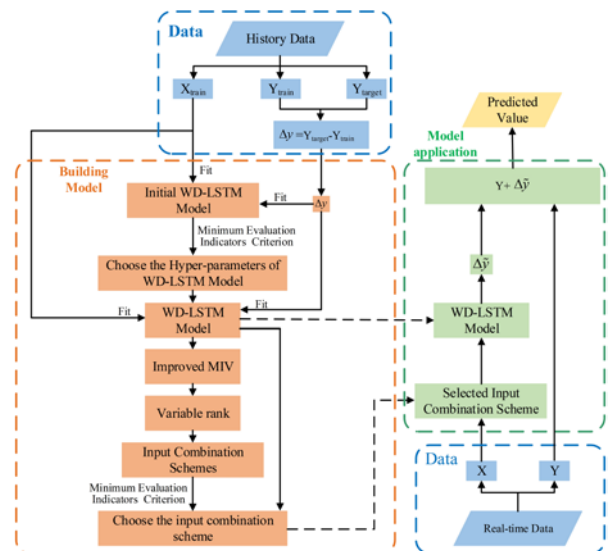 Data
History Data
X_train
Y_train
Y_target
Δy =Y_target-Y_train
Building
Model
Fit
Initial WD-LSTM
Model
Fit
Δy
Minimum Evaluation
Indicators Criterion
Choose the Hyper-parameters of
WD-LSTM Model
Fit
Fit
WD-LSTM
Model
Improved MIV
Variable rank
Input Combination
Schemes
Minimum Evaluation
Indicators Criterion
Choose the input combination
scheme
Predicted
Value
Model
application
Y+ Δỹ
Δỹ
WD-LSTM
Model
Selected Input
Combination Scheme
Data
X
Y
Real-time Data